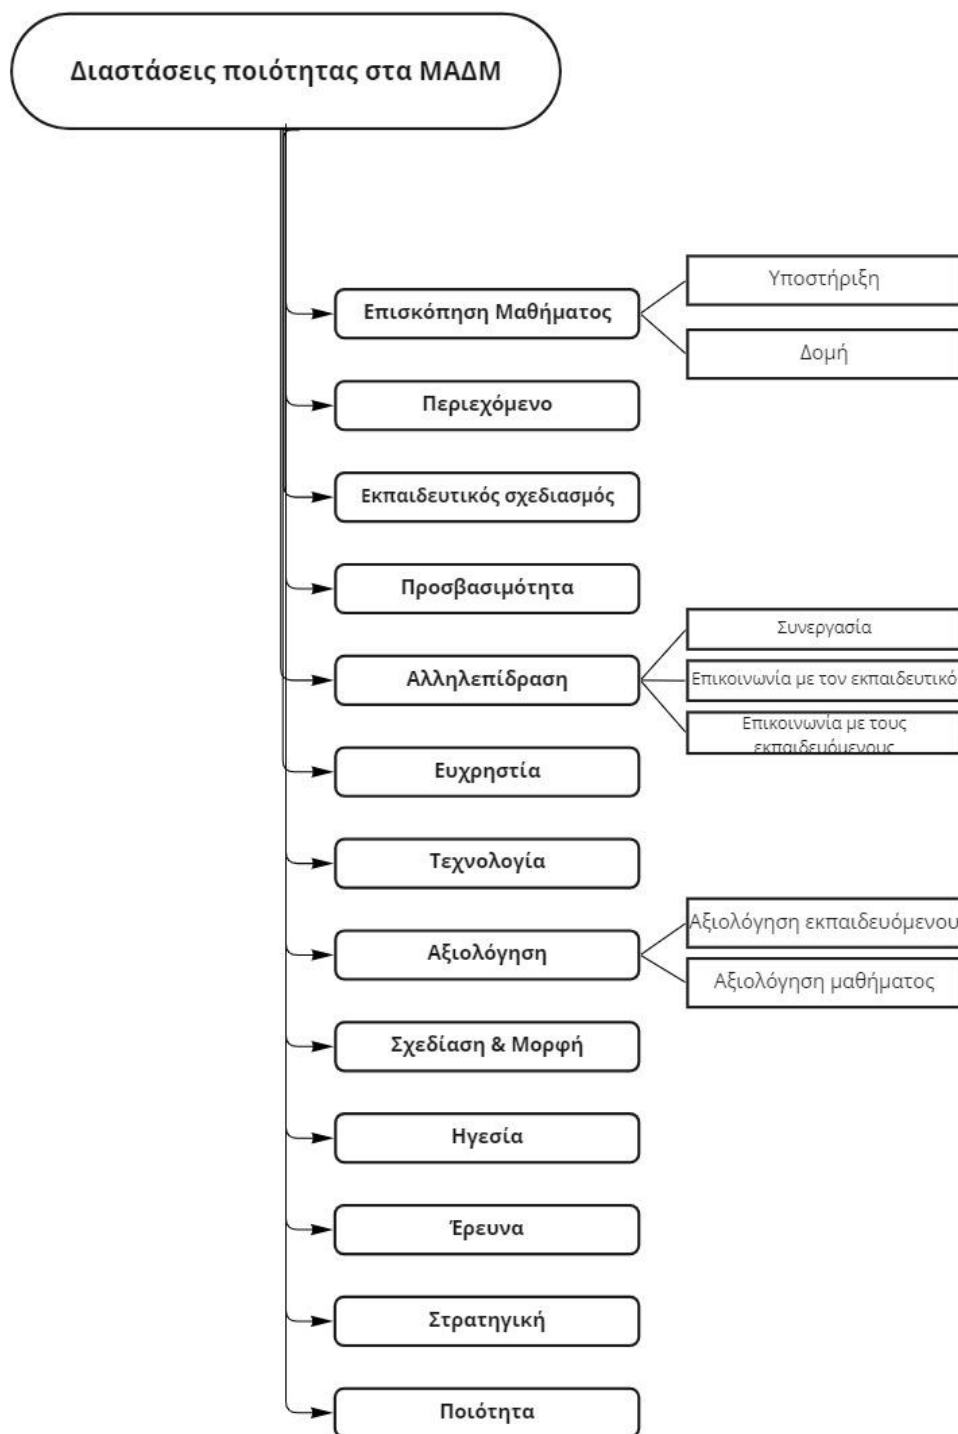 Διαστάσεις ποιότητας στα ΜΑΔΜ
Επισκόπηση Μαθήματος
Υποστήριξη
Δομή
Περιεχόμενο
Εκπαιδευτικός σχεδιασμός
Προσβασιμότητα
Αλληλεπίδραση
Συνεργασία
Επικοινωνία με τον εκπαιδευτικό
Επικοινωνία με τους
εκπαιδευόμενους
Ευχρηστία
Τεχνολογία
Αξιολόγηση
Αξιολόγηση εκπαιδευόμενου
Αξιολόγηση μαθήματος
Σχεδίαση & Μορφή
Ηγεσία
Έρευνα
Στρατηγική
Ποιότητα